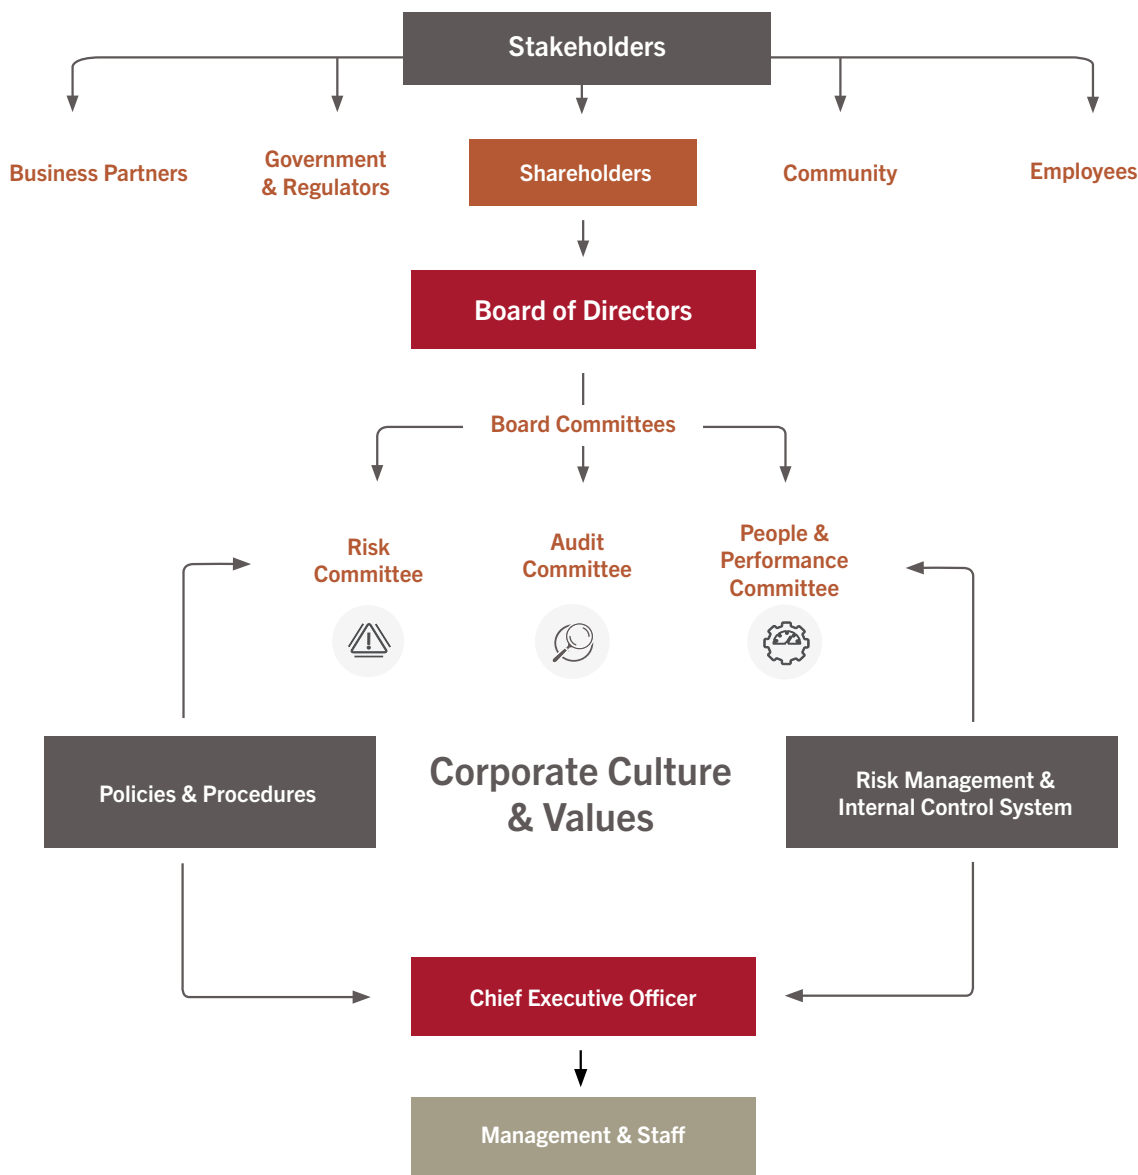 Stakeholders
Business Partners
Government
& Regulators
Shareholders
Community
Employees
Board of Directors
Board Committees
Risk
Committee
Audit
Committee
People &
Performance
Committee
Policies & Procedures
Corporate Culture
& Values
Risk Management &
Internal Control System
Chief Executive Officer
Management & Staff